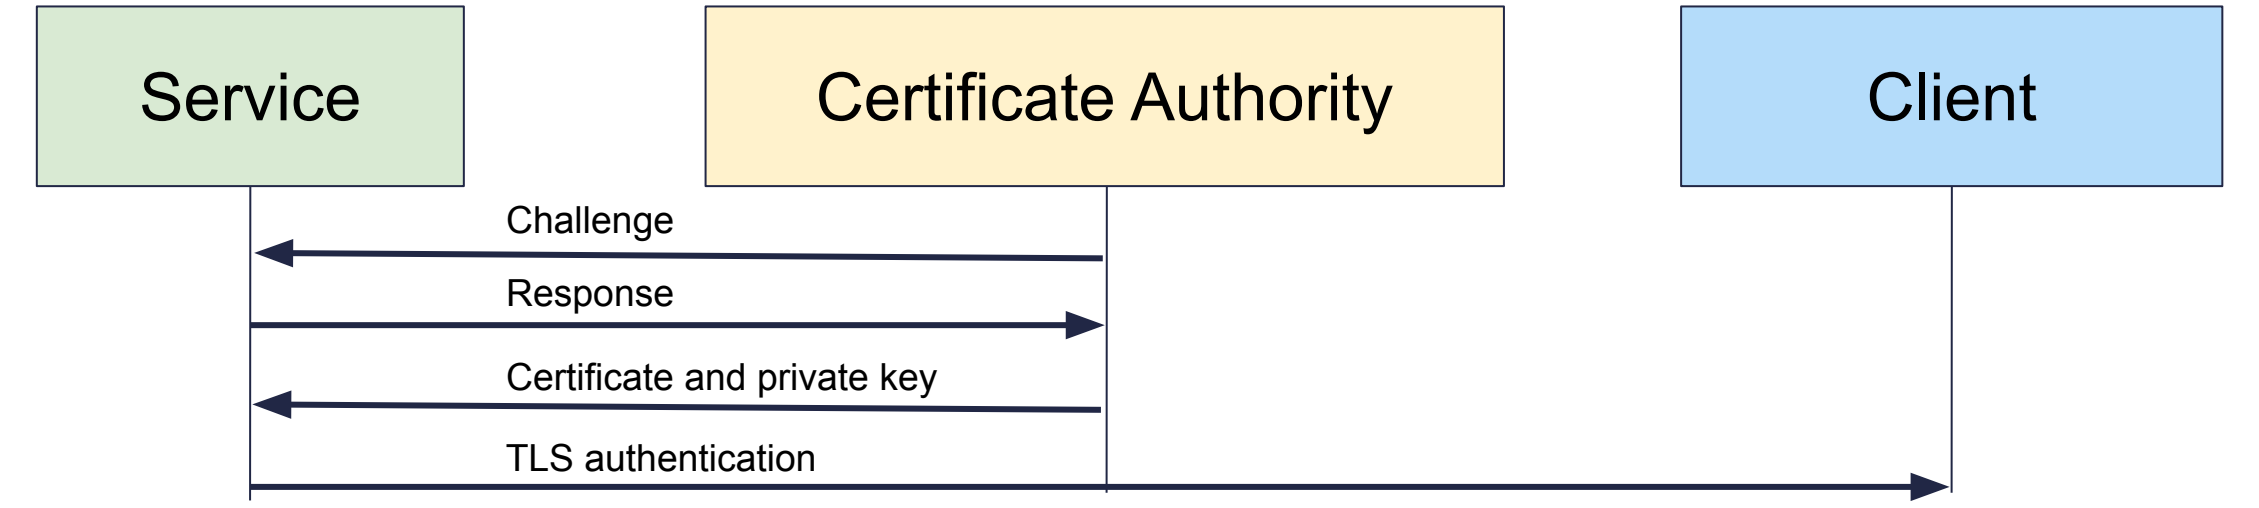 Service
Certificate Authority
Client
Challenge
Response
Certificate and private key
TLS authentication